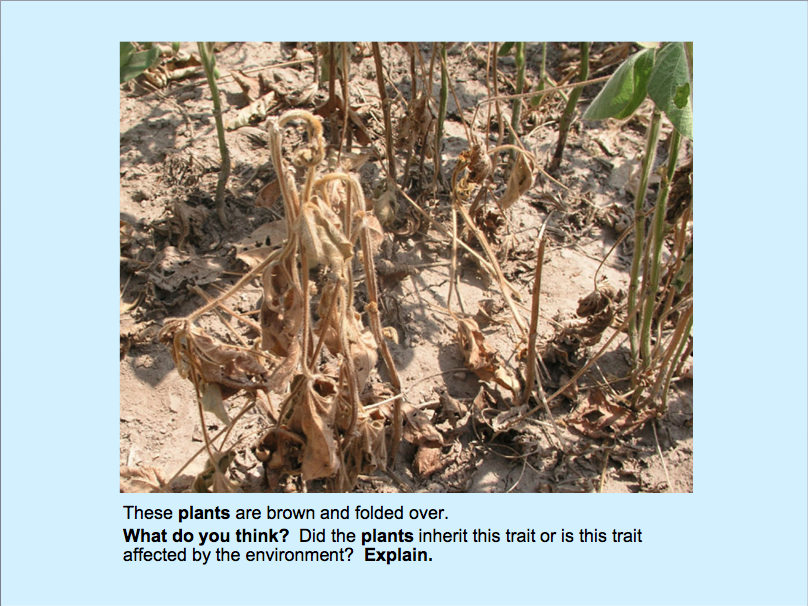 These plants are brown and folded over.
What do you think?  Did the plants inherit this trait or is this trait
affected by the environment?  Explain.